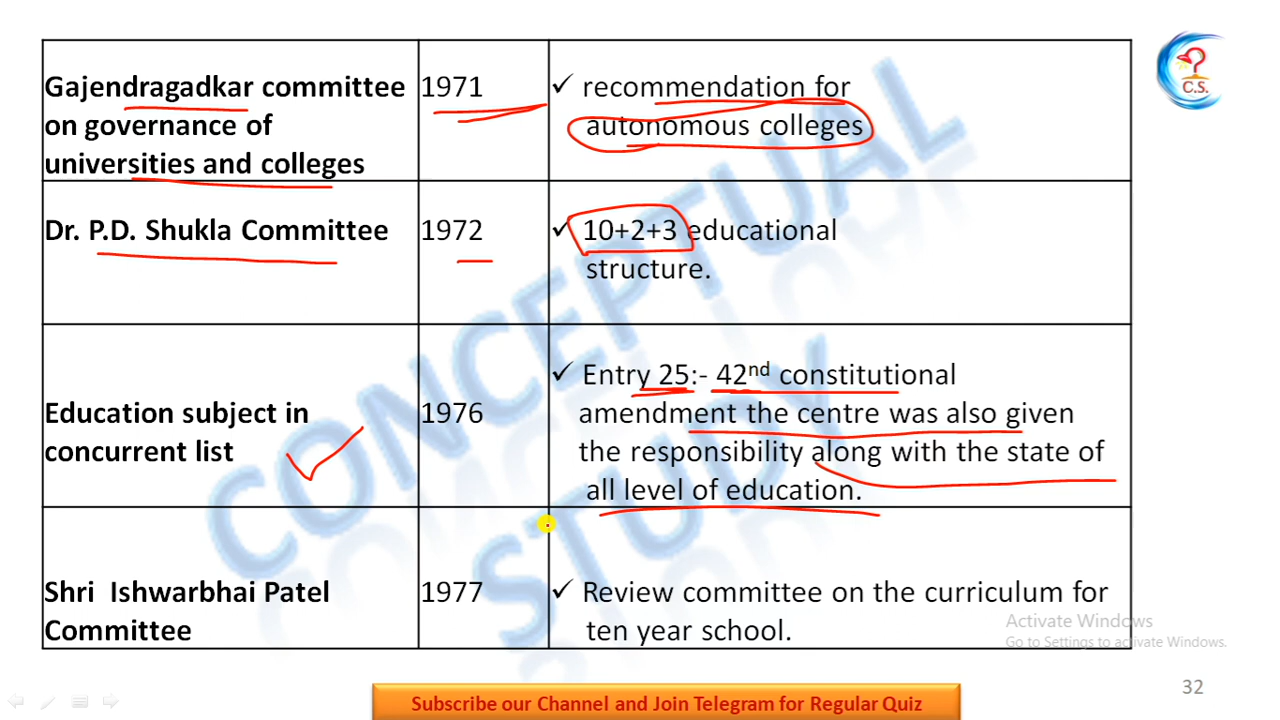 Gajendragadkar committee
on governance of
universities and colleges
1971
✓ recommendation for
autonomous colleges
C.S.
Dr. P.D. Shukla Committee
1972
✓ 10+2+3 educational
structure.
Education subject in
concurrent list
1976
✓ Entry 25:- 42nd constitutional
amendment the centre was also given
the responsibility along with the state of
all level of education.
Shri Ishwarbhai Patel
Committee
1977
✓ Review committee on the curriculum for
ten year school.
CONCEPTUAL
STUDY
Activate Windows
Go to Settings to activate Windows.
32
Subscribe our Channel and Join Telegram for Regular Quiz